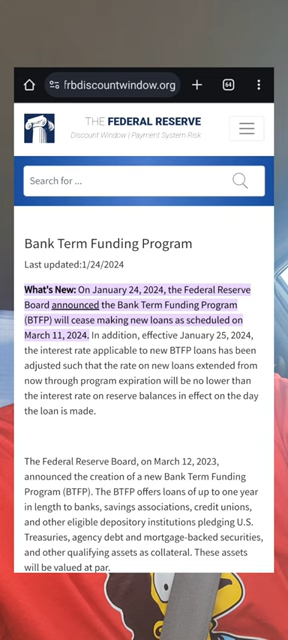 frbdiscountwindow.org
64
THE FEDERAL RESERVE
Discount Window | Payment System Risk
Search for ...
Bank Term Funding Program
Last updated:1/24/2024
What's New: On January 24, 2024, the Federal Reserve
Board announced the Bank Term Funding Program
(BTFP) will cease making new loans as scheduled on
March 11, 2024. In addition, effective January 25, 2024,
the interest rate applicable to new BTFP loans has been
adjusted such that the rate on new loans extended from
now through program expiration will be no lower than
the interest rate on reserve balances in effect on the day
the loan is made.
The Federal Reserve Board, on March 12, 2023,
announced the creation of a new Bank Term Funding
Program (BTFP). The BTFP offers loans of up to one year
in length to banks, savings associations, credit unions,
and other eligible depository institutions pledging U.S.
Treasuries, agency debt and mortgage-backed securities,
and other qualifying assets as collateral. These assets
will be valued at par.